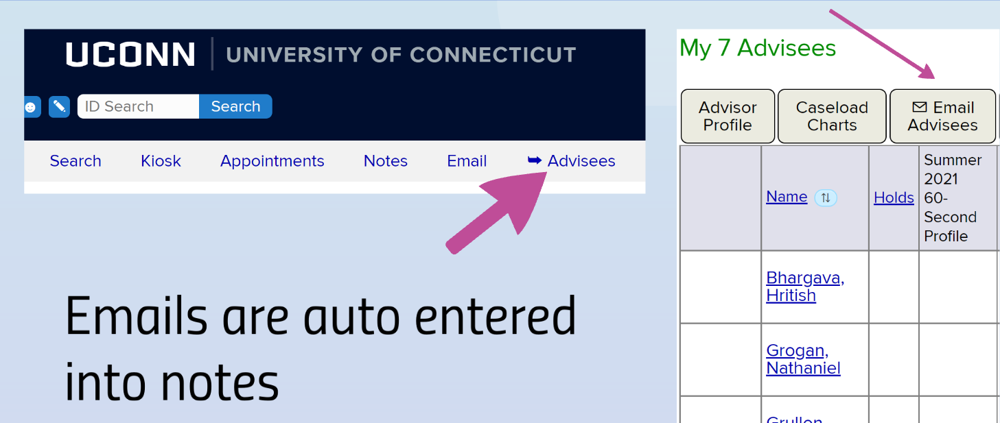 UCONN UNIVERSITY OF CONNECTICUT
ID Search Search
Search Kiosk Appointments Notes Email Advisees
Emails are auto entered
into notes
My 7 Advisees
Advisor
Profile
Caseload
Charts
Email
Advisees
Name
Holds
Summer
2021
60-
Second
Profile
Bhargava,
Hritish
Grogan,
Nathaniel